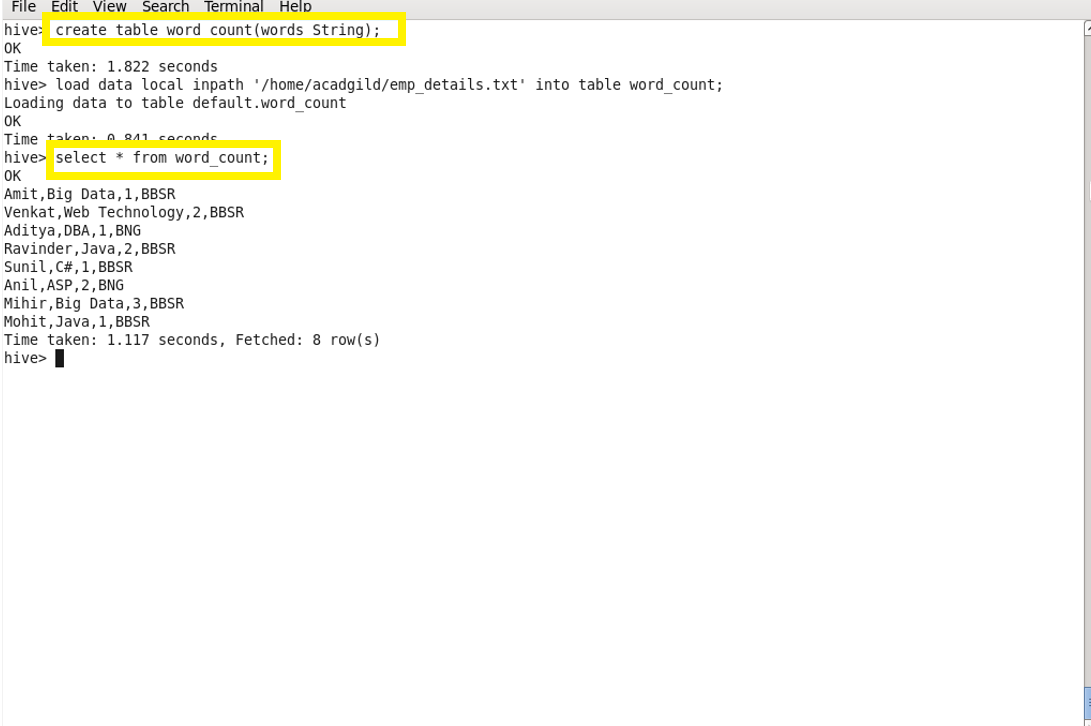 File Edit View Search Terminal Help
hive> create table word count(words String);
OK
Time taken: 1.822 seconds
hive> load data local inpath '/home/acadgild/emp_details.txt' into table word_count;
Loading data to table default.word_count
OK
Time taken: 0.841 seconds
hive> select * from word_count;
OK
Amit,Big Data,1,BBSR
Venkat,Web Technology,2,BBSR
Aditya,DBA,1,BNG
Ravinder,Java,2,BBSR
Sunil,C#,1,BBSR
Anil,ASP,2,BNG
Mihir,Big Data,3,BBSR
Mohit,Java,1,BBSR
Time taken: 1.117 seconds, Fetched: 8 row(s)
hive>